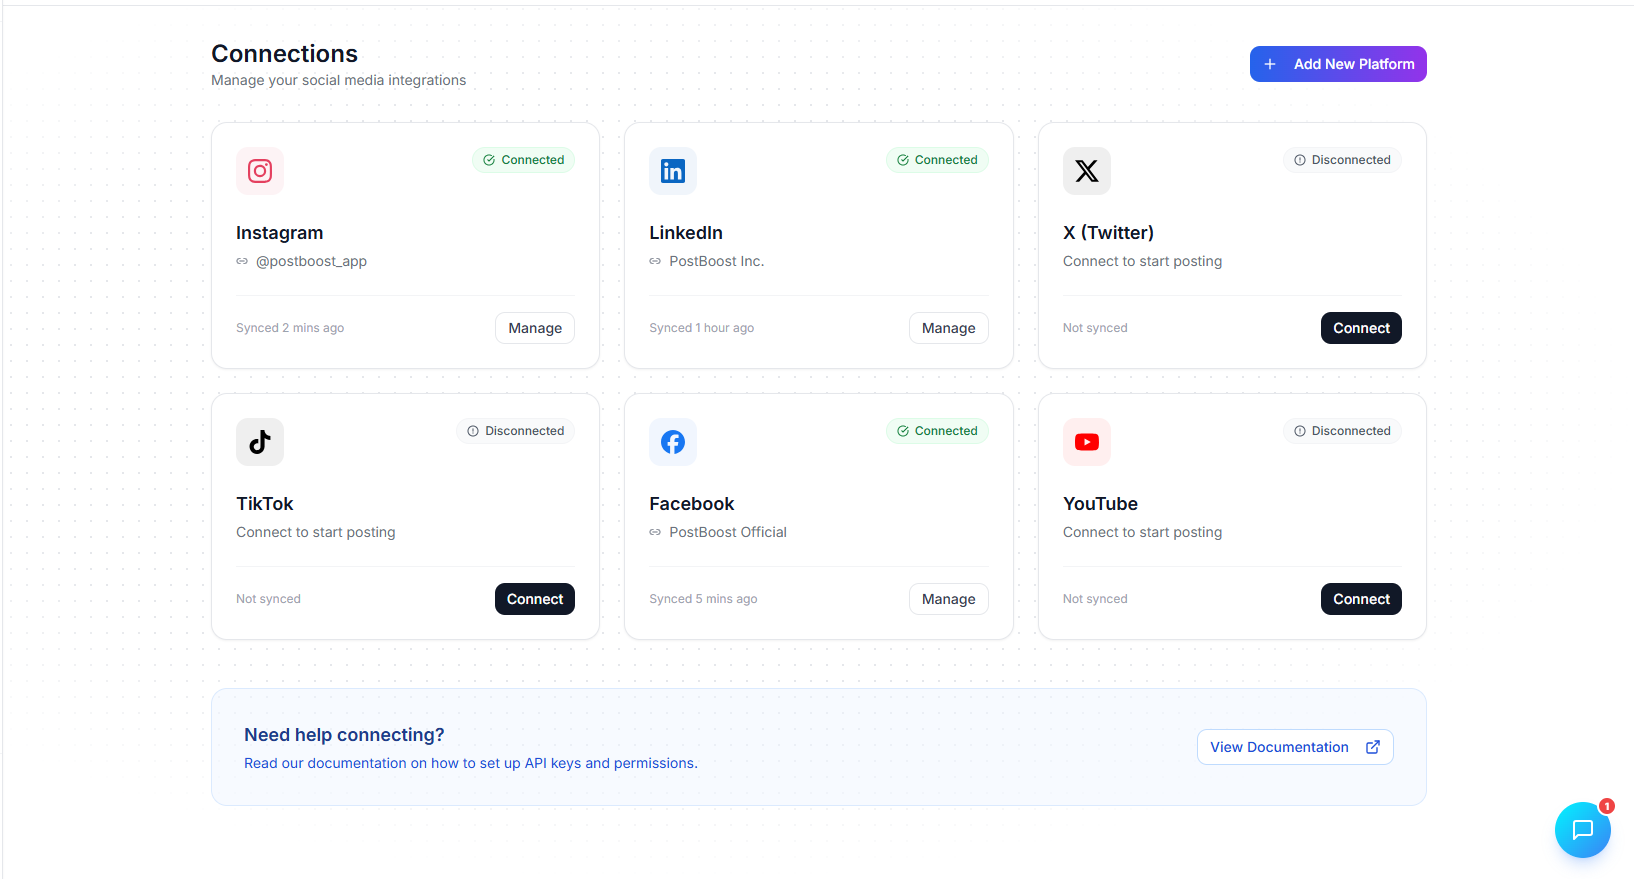 Connections
Manage your social media integrations
Add New Platform
Connected
Instagram
@postboost_app
Synced 2 mins ago
Manage
Connected
LinkedIn
PostBoost Inc.
Synced 1 hour ago
Manage
Disconnected
X (Twitter)
Connect to start posting
Not synced
Connect
Disconnected
TikTok
Connect to start posting
Not synced
Connect
Connected
Facebook
PostBoost Official
Synced 5 mins ago
Manage
Disconnected
YouTube
Connect to start posting
Not synced
Connect
Need help connecting?
Read our documentation on how to set up API keys and permissions.
View Documentation
1